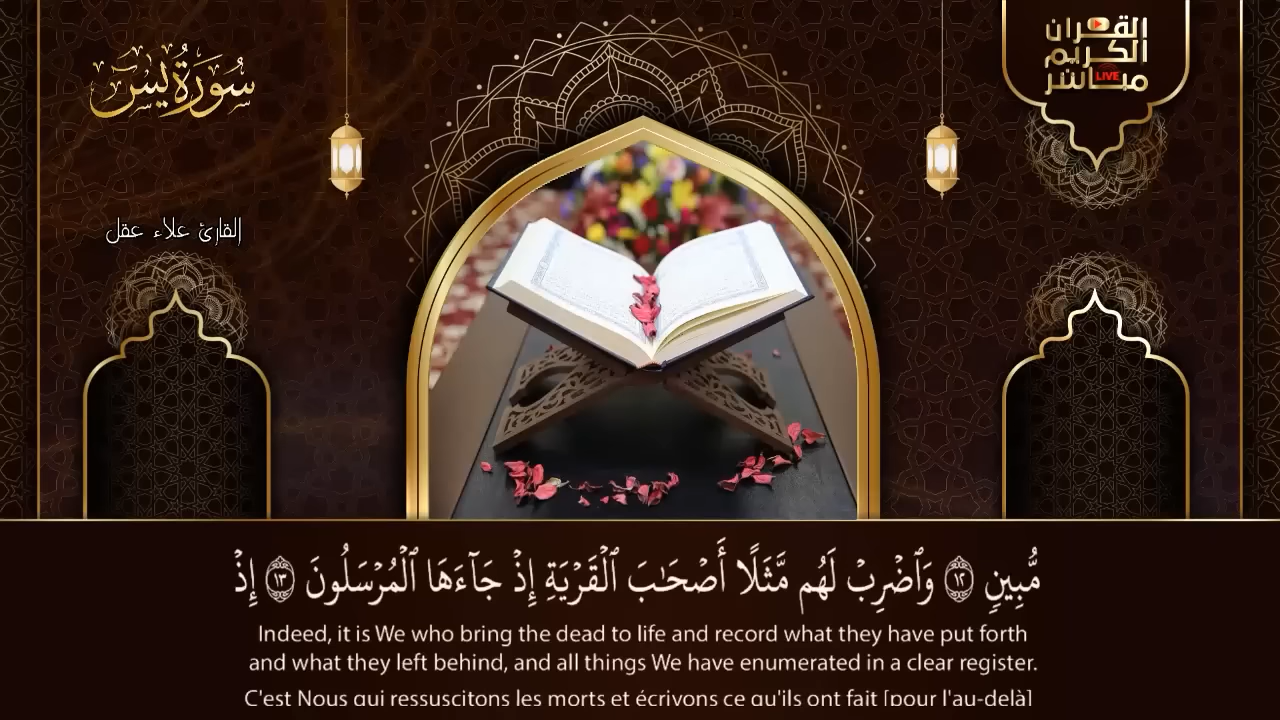 سُورَةُ يسٓ
القرآن
الكريم
مباشر
LIVE
القارئ علاء عقل
مُّبِينٖ ١٢ وَٱضۡرِبۡ لَهُم مَّثَلًا أَصۡحَٰبَ ٱلۡقَرۡيَةِ إِذۡ جَآءَهَا ٱلۡمُرۡسَلُونَ ١٣ إِذۡ
Indeed, it is We who bring the dead to life and record what they have put forth
and what they left behind, and all things We have enumerated in a clear register.
C'est Nous qui ressuscitons les morts et écrivons ce qu'ils ont fait [pour l'au-delà]